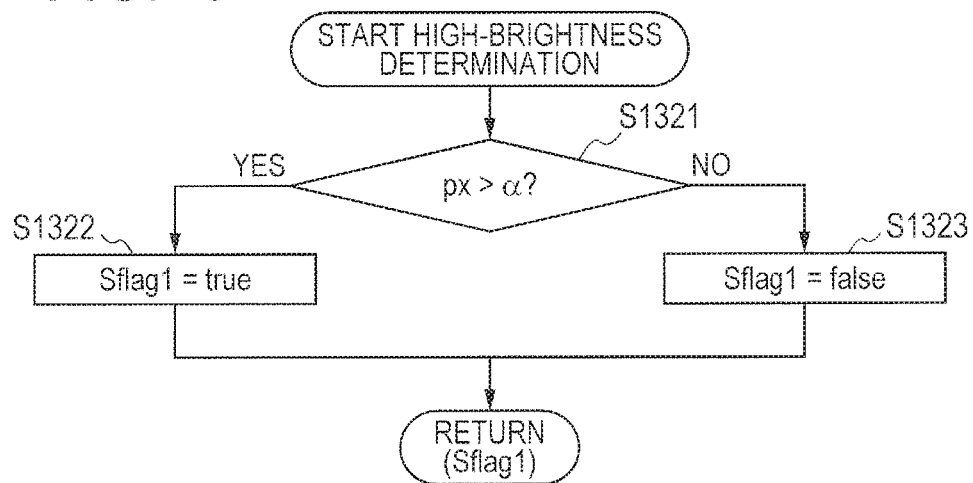 START HIGH-BRIGHTNESS
DETERMINATION
S1321
YES
NO
px > α?
S1322
S1323
Sflag1 = true
Sflag1 = false
RETURN
(Sflag1)